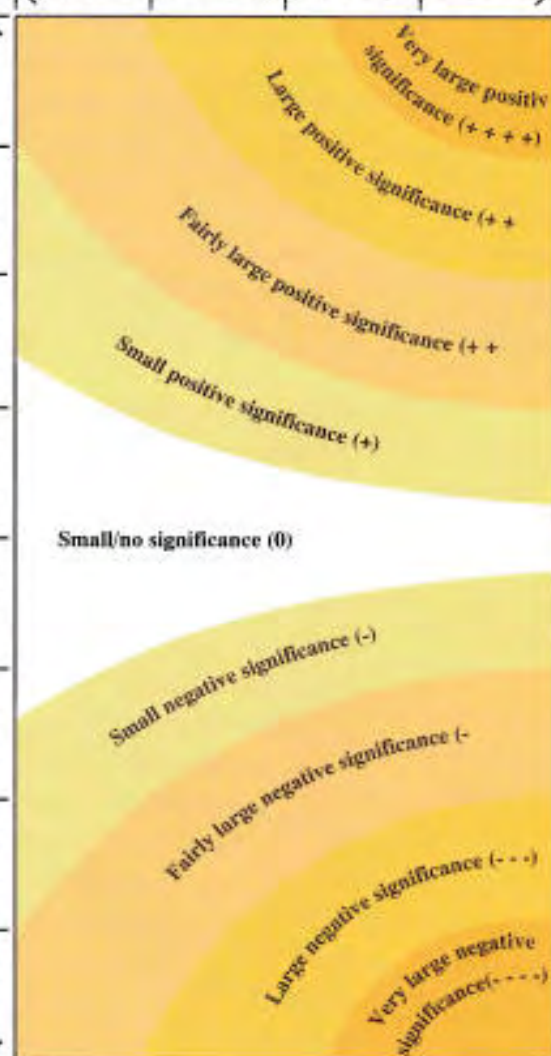 Very large positiv
significance (+ + + +)
Large positive significance (+ +
Fairly large positive significance (+ +
Small positive significance (+)
Small/no significance (0)
Small negative significance (-)
Fairly large negative significance (-
Large negative significance (- - -)
Very large negative
significance(- - - -)